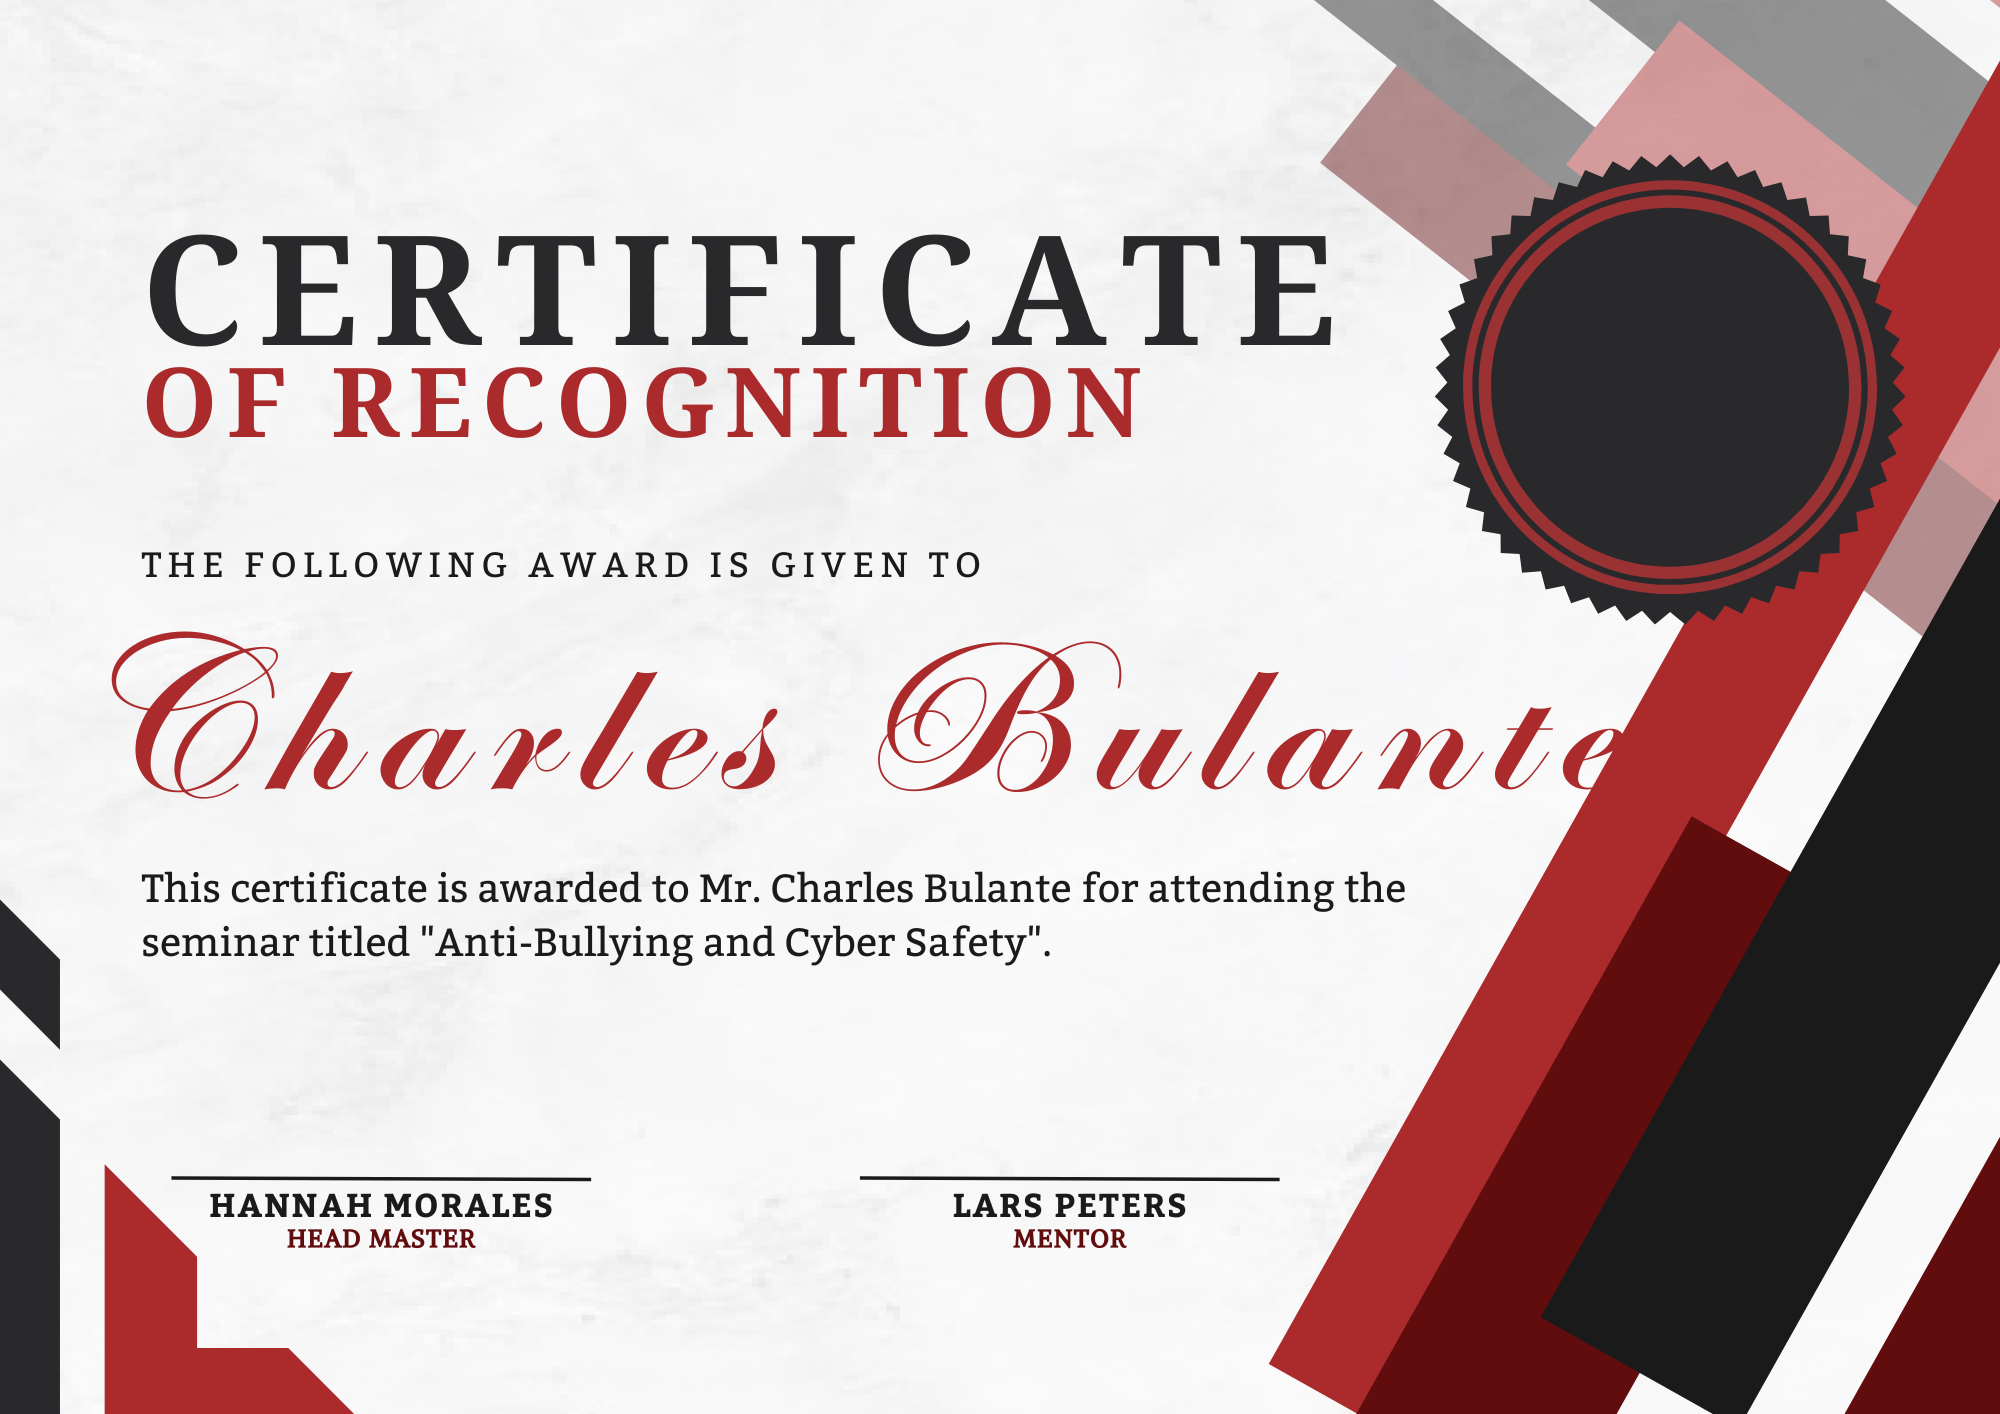 CERTIFICATE
OF RECOGNITION
THE FOLLOWING AWARD IS GIVEN TO
Charles Bulante
This certificate is awarded to Mr. Charles Bulante for attending the
seminar titled "Anti-Bullying and Cyber Safety".
HANNAH MORALES
HEAD MASTER
LARS PETERS
MENTOR